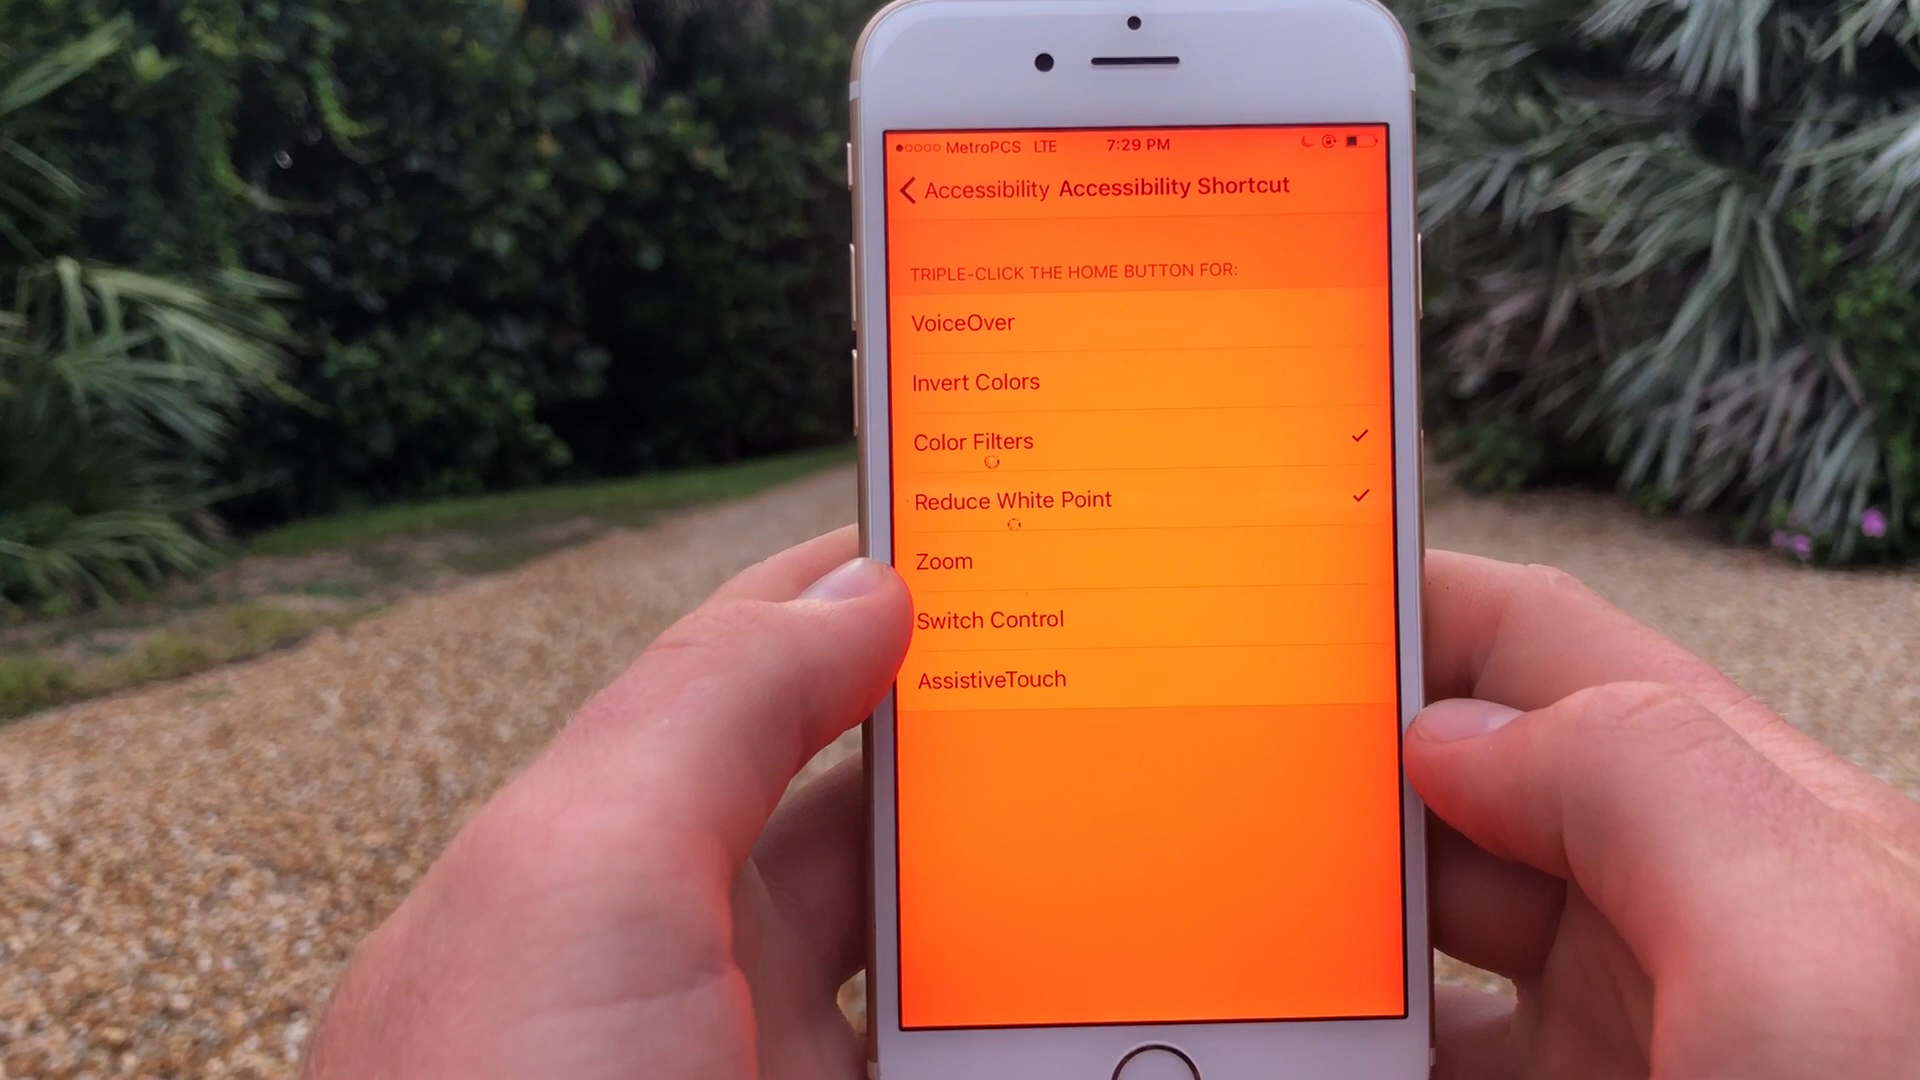 MetroPCS LTE 7:29 PM
Accessibility Accessibility Shortcut
TRIPLE-CLICK THE HOME BUTTON FOR:
VoiceOver
Invert Colors
Color Filters
Reduce White Point
Zoom
Switch Control
AssistiveTouch